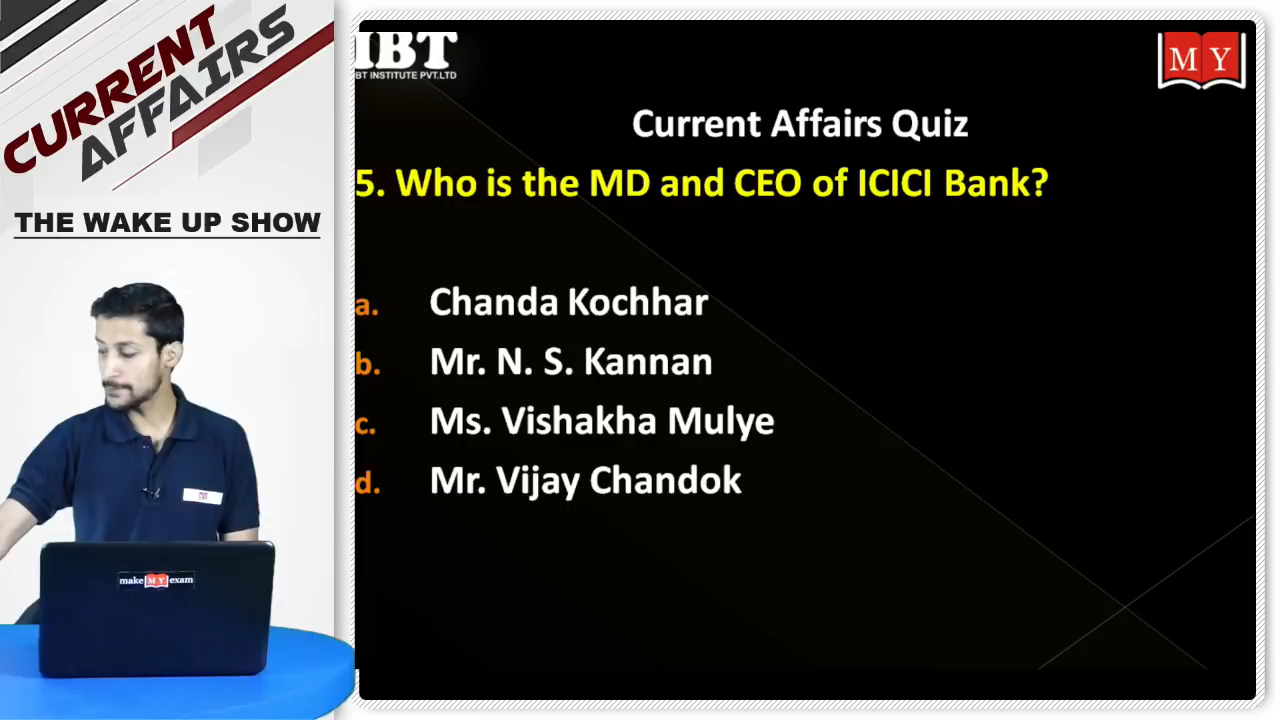 CURRENT
AFFAIRS
THE WAKE UP SHOW
IBT
IBT INSTITUTE PVT.LTD
MY
Current Affairs Quiz
5. Who is the MD and CEO of ICICI Bank?
a. Chanda Kochhar
b. Mr. N. S. Kannan
c. Ms. Vishakha Mulye
d. Mr. Vijay Chandok
make MY exam